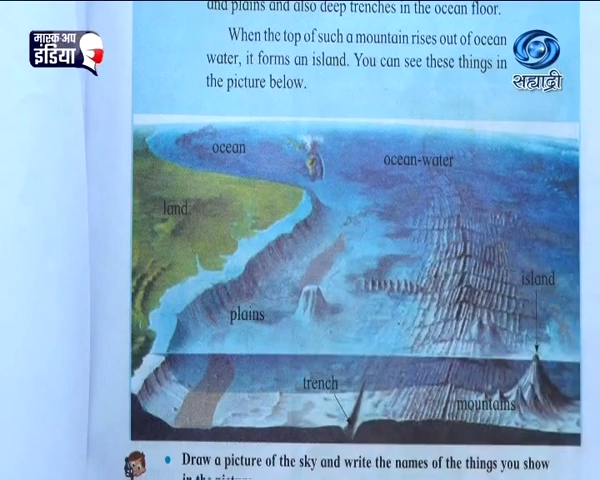 and plains and also deep trenches in the ocean floor.
मास्क अप
इंडिया
When the top of such a mountain rises out of ocean
water, it forms an island. You can see these things in
the picture below.
सह्याद्री
ocean
ocean-water
land
island
plains
trench
mountains
• Draw a picture of the sky and write the names of the things you show
in the picture.